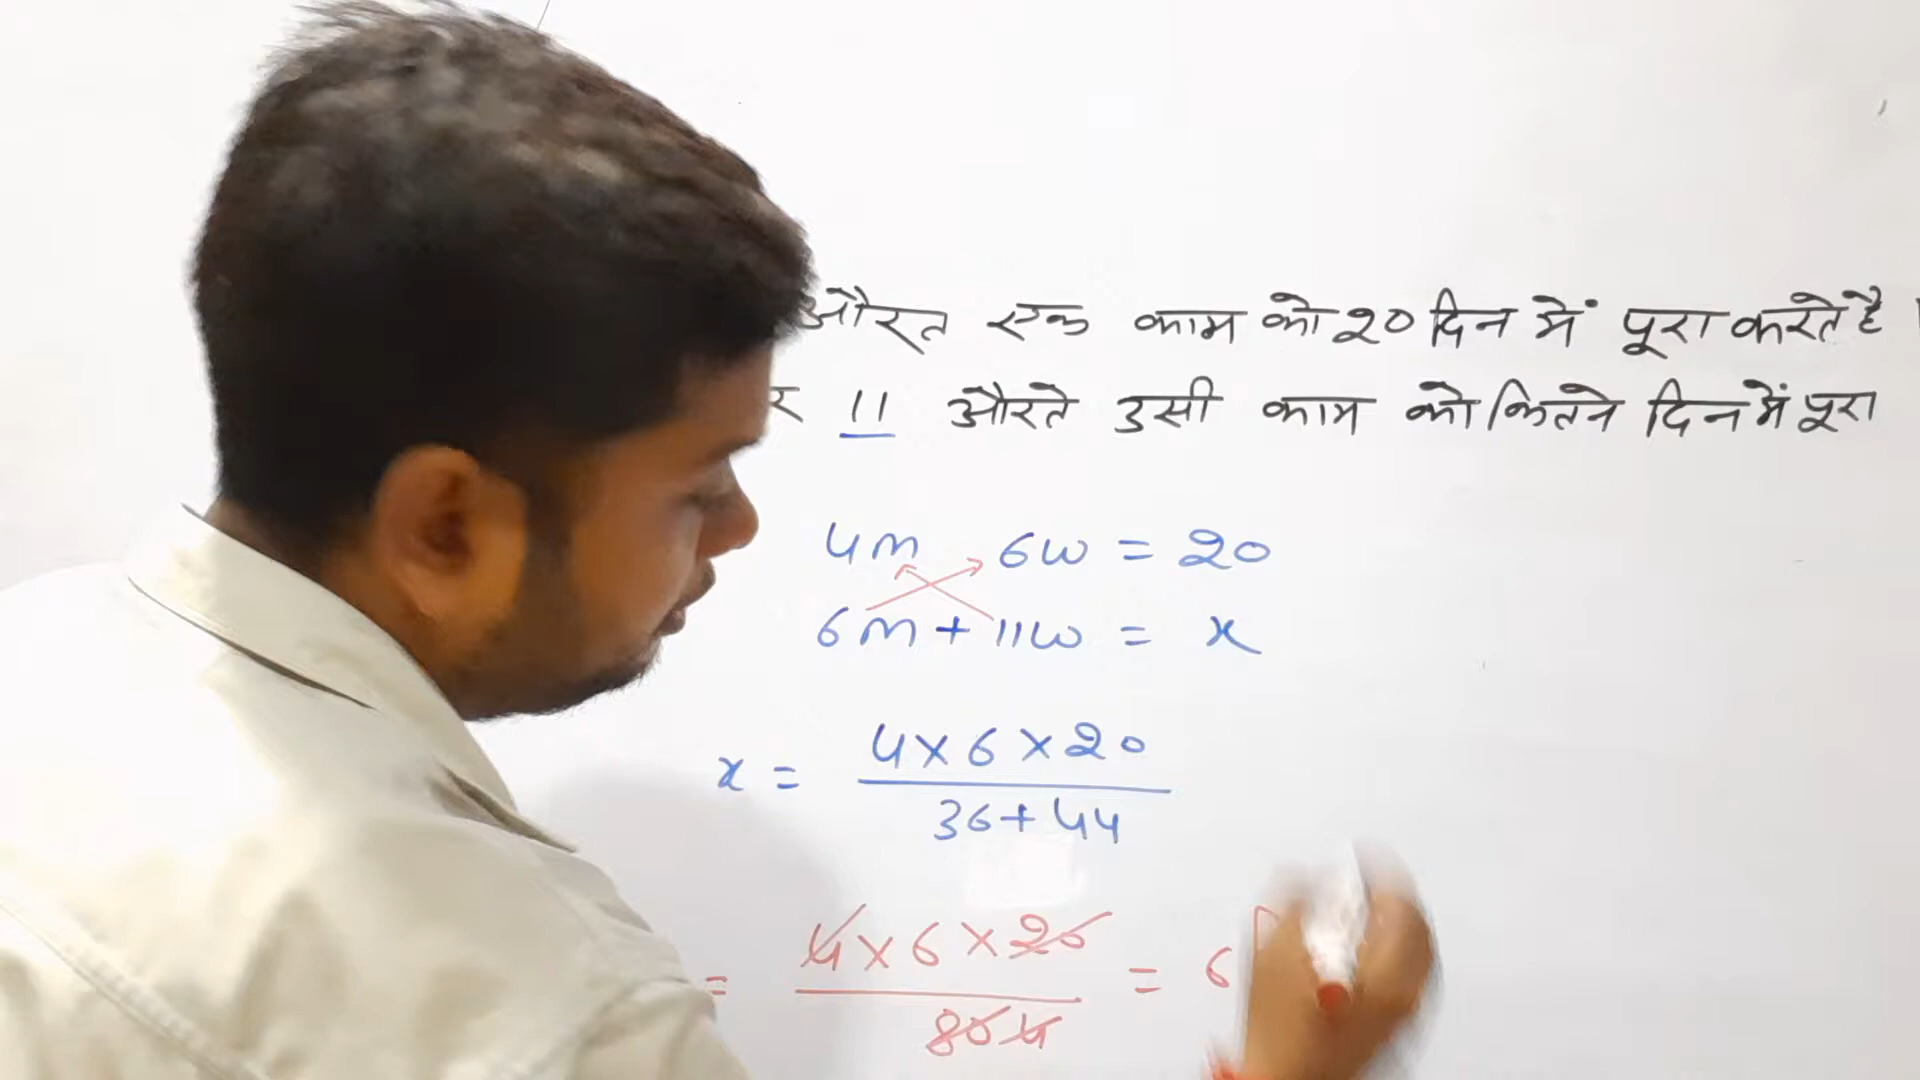 औरत एक काम को 20 दिन में पूरा करते है
र 11 औरते उसी काम को कितने दिन में पूरा
4m 6w = 20
6m + 11w = x
x = 4 x 6 x 20
36 + 44
= 4 x 6 x 20 = 6
80 4